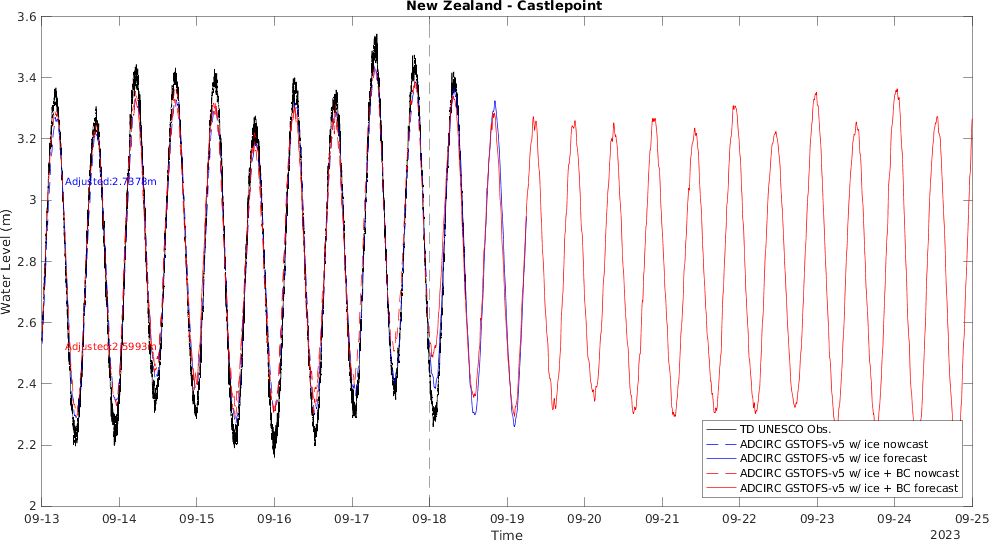 New Zealand - Castlepoint
Water Level (m)
3.6
3.4
3.2
3
2.8
2.6
2.4
2.2
2
Adjusted:2.7378m
Adjusted:2.5993m
TD UNESCO Obs.
ADCIRC GSTOFS-v5 w/ ice nowcast
ADCIRC GSTOFS-v5 w/ ice forecast
ADCIRC GSTOFS-v5 w/ ice + BC nowcast
ADCIRC GSTOFS-v5 w/ ice + BC forecast
09-13 09-14 09-15 09-16 09-17 09-18 09-19 09-20 09-21 09-22 09-23 09-24 09-25
Time
2023